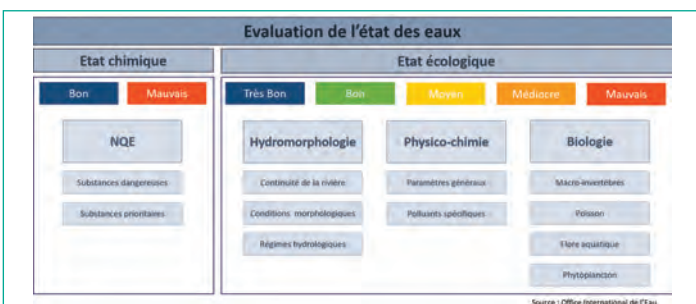 Evaluation de l'état des eaux
Etat chimique
Etat écologique
Bon
Mauvais
Très Bon
Bon
Moyen
Médiocre
Mauvais
NQE
Hydromorphologie
Physico-chimie
Biologie
Substances dangereuses
Continuité de la rivière
Paramètres généraux
Macro-invertébres
Substances prioritaires
Conditions morphologiques
Polluants spécifiques
Poisson
Régimes hydrologiques
Flore aquatique
Phytoplancton
Source : Office International de l'Eau